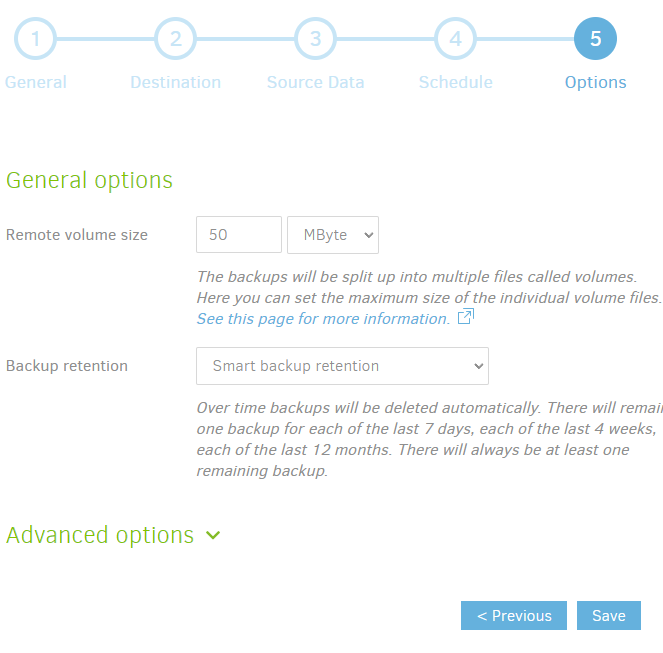 1 2 3 4 5
General Destination Source Data Schedule Options
General options
Remote volume size 50 MByte
The backups will be split up into multiple files called volumes.
Here you can set the maximum size of the individual volume files.
See this page for more information.
Backup retention Smart backup retention
Over time backups will be deleted automatically. There will remai
one backup for each of the last 7 days, each of the last 4 weeks,
each of the last 12 months. There will always be at least one
remaining backup.
Advanced options
< Previous Save